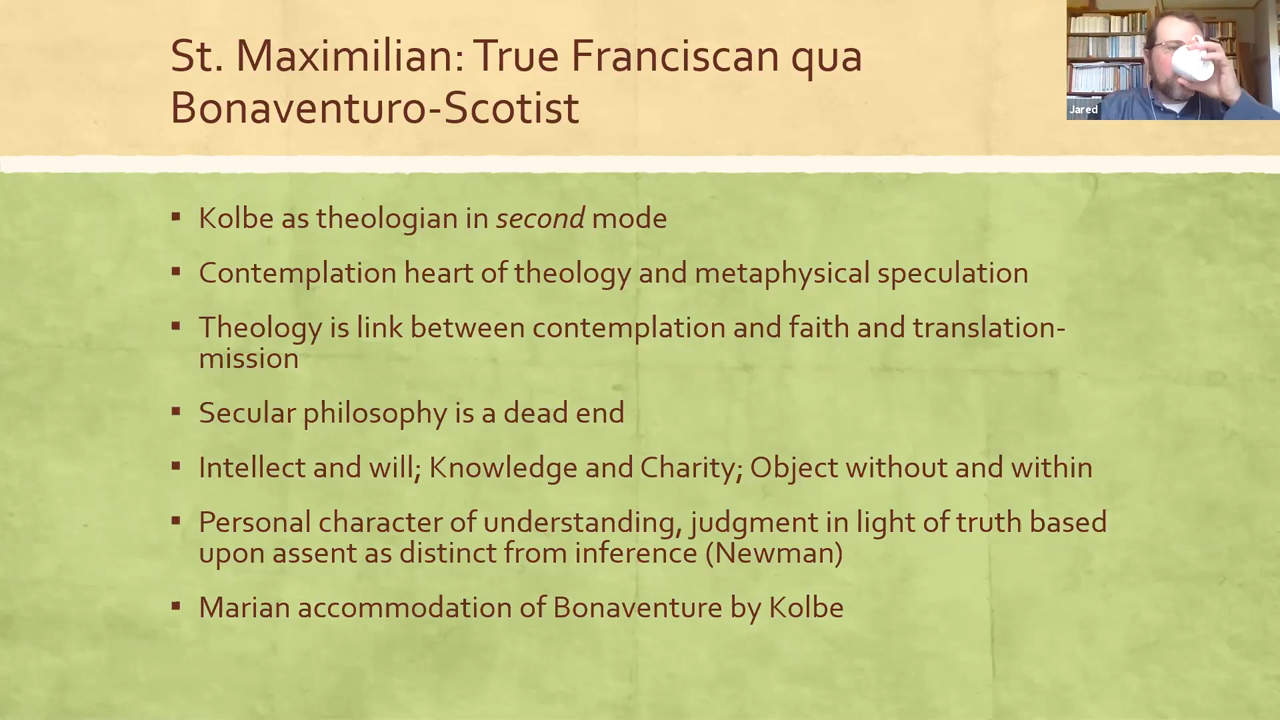 St. Maximilian: True Franciscan qua
Bonaventuro-Scotist
Jared
▪ Kolbe as theologian in second mode
▪ Contemplation heart of theology and metaphysical speculation
▪ Theology is link between contemplation and faith and translation-
mission
▪ Secular philosophy is a dead end
▪ Intellect and will; Knowledge and Charity; Object without and within
▪ Personal character of understanding, judgment in light of truth based
upon assent as distinct from inference (Newman)
▪ Marian accommodation of Bonaventure by Kolbe